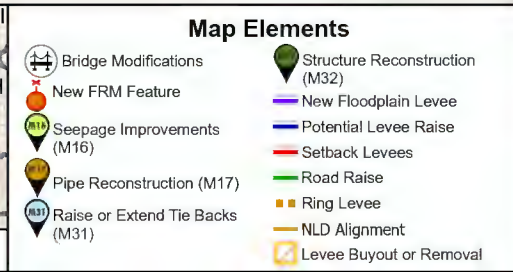 Map Elements
Bridge Modifications
New FRM Feature
M16
Seepage Improvements
(M16)
Pipe Reconstruction (M17)
M31
Raise or Extend Tie Backs
(M31)
Structure Reconstruction
(M32)
New Floodplain Levee
Potential Levee Raise
Setback Levees
Road Raise
Ring Levee
NLD Alignment
Levee Buyout or Removal